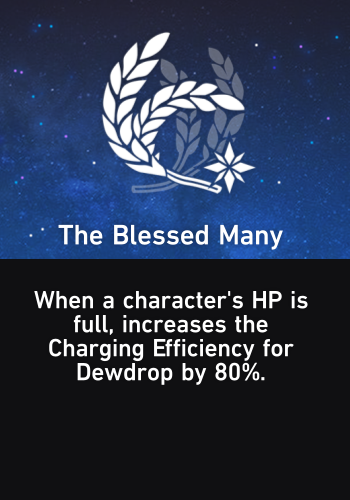 The Blessed Many
When a character's HP is
full, increases the
Charging Efficiency for
Dewdrop by 80%.